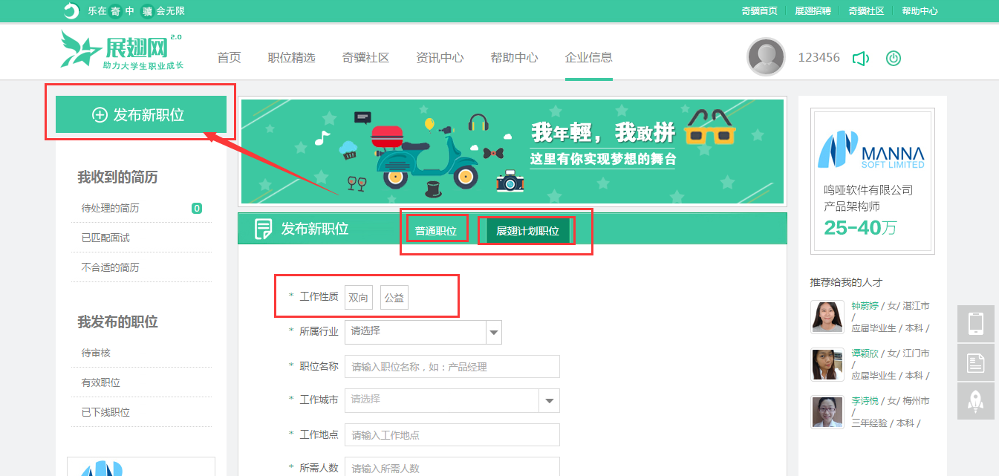 乐在 奇 中 骥 会无限
奇骥首页 展翅招聘 奇骥社区 帮助中心
展翅网 2.0
助力大学生职业成长
首页 职位精选 奇骥社区 资讯中心 帮助中心 企业信息
123456
发布新职位
我收到的简历
待处理的简历 0
已匹配面试
不合适的简历
我发布的职位
待审核
有效职位
已下线职位
我年輕，我敢拼
这里有你实现梦想的舞台
发布新职位 普通职位 展翅计划职位
* 工作性质 双向 公益
* 所属行业 请选择
* 职位名称 请输入职位名称，如：产品经理
* 工作城市 请选择
* 工作地点 请输入工作地点
* 所需人数 请输入所需人数
MANNA
SOFT LIMITED
鸣哑软件有限公司
产品架构师
25-40万
推荐给我的人才
钟蔚婷 / 女/ 湛江市
/
应届毕业生 / 本科 /
谭颖欣 / 女/ 江门市
/
应届毕业生 / 本科 /
李诗悦 / 女/ 梅州市
/
三年经验 / 本科 /